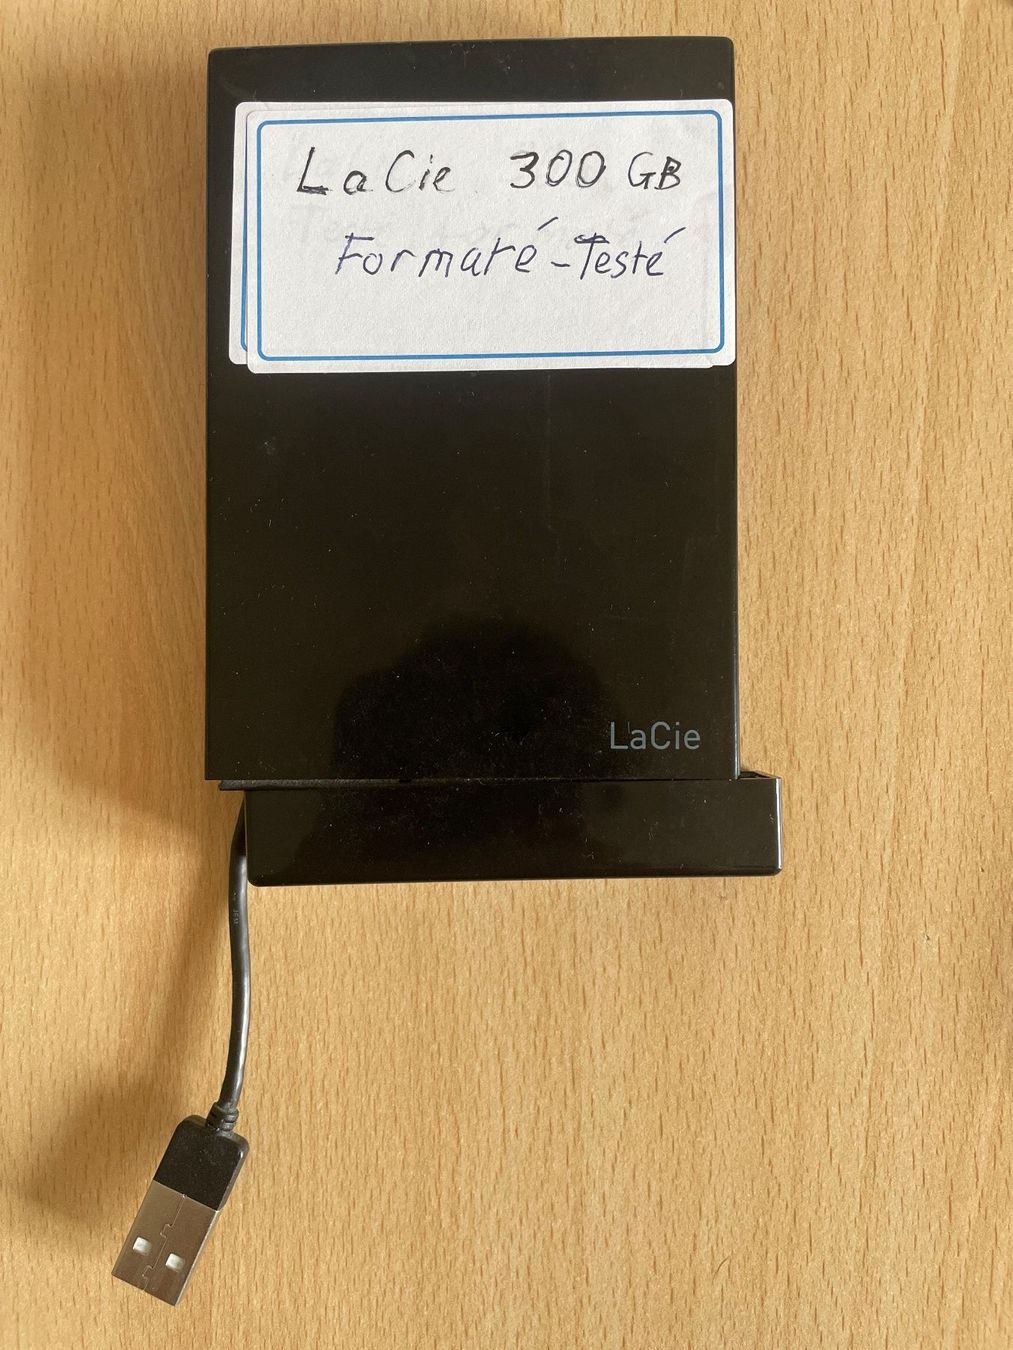 LaCie 300 GB
Formaté - Testé
LaCie